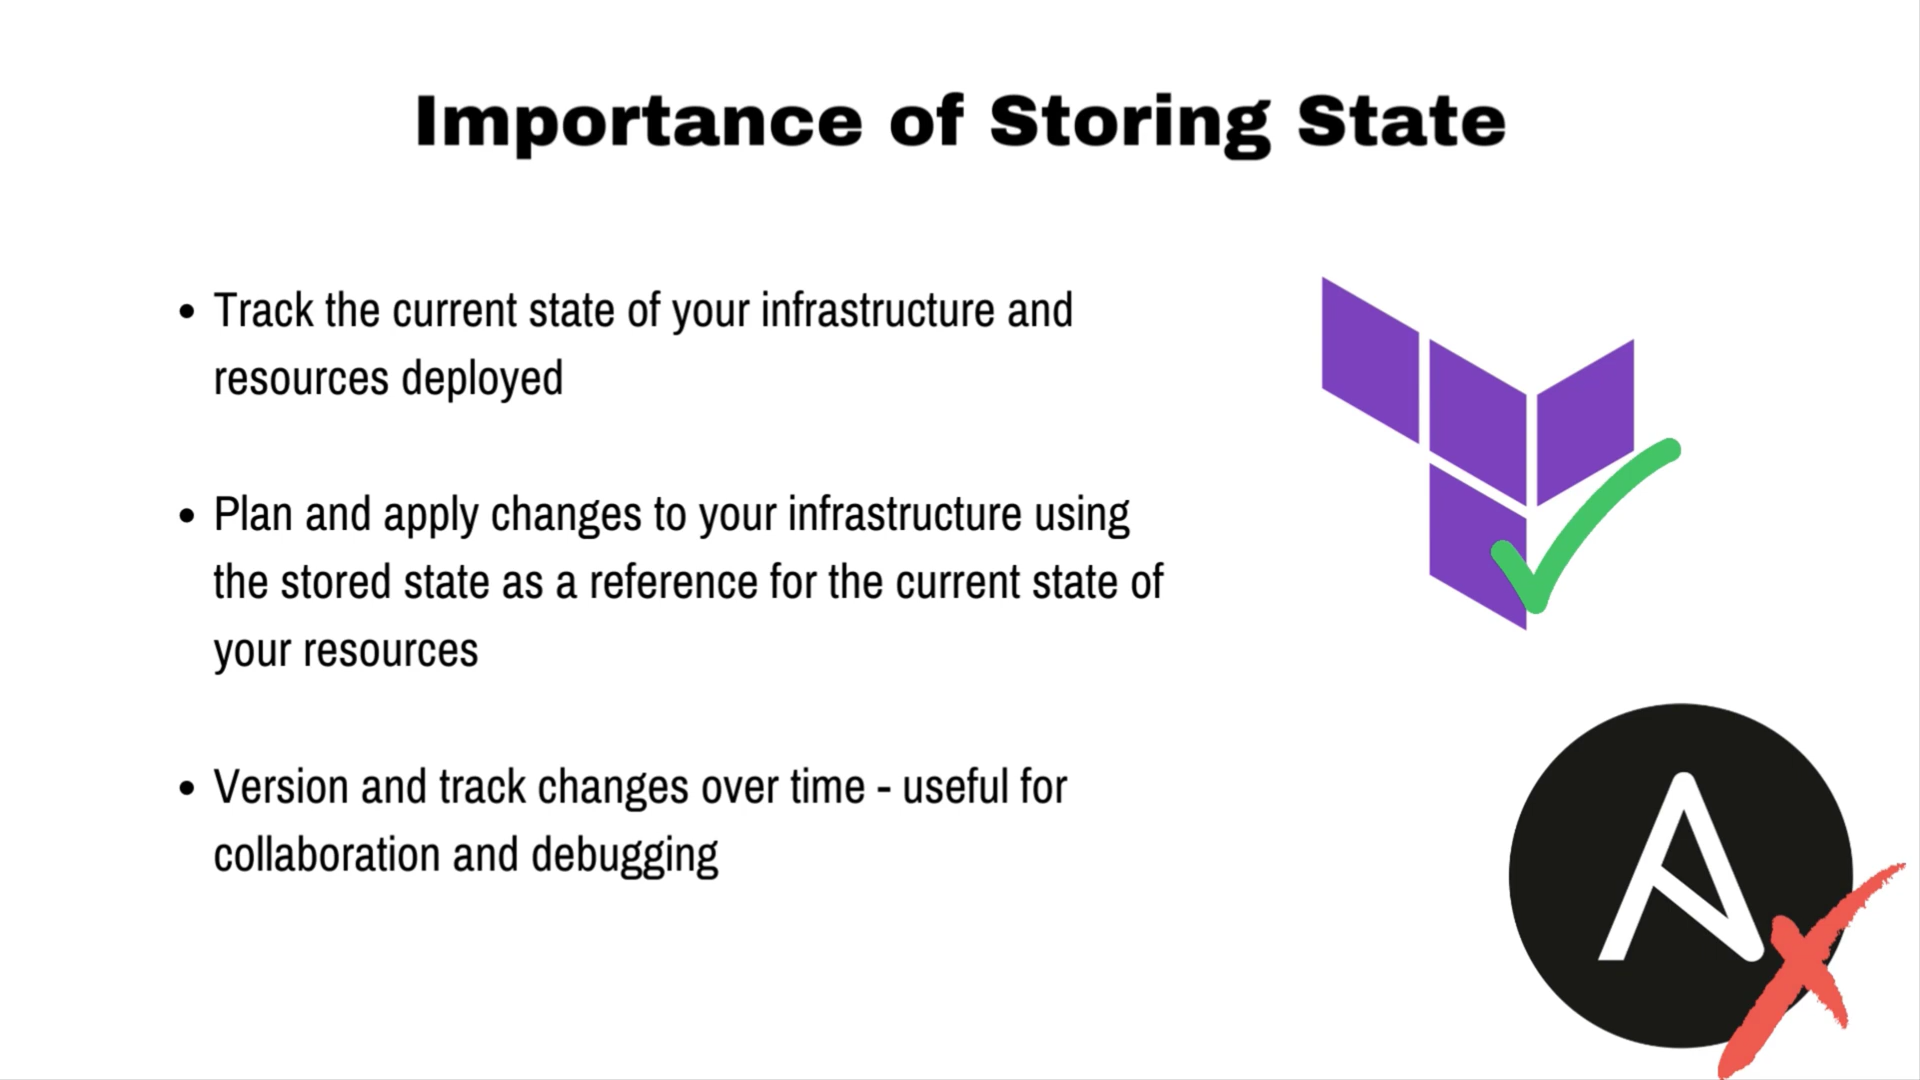 Importance of Storing State
• Track the current state of your infrastructure and
resources deployed
• Plan and apply changes to your infrastructure using
the stored state as a reference for the current state of
your resources
• Version and track changes over time - useful for
collaboration and debugging